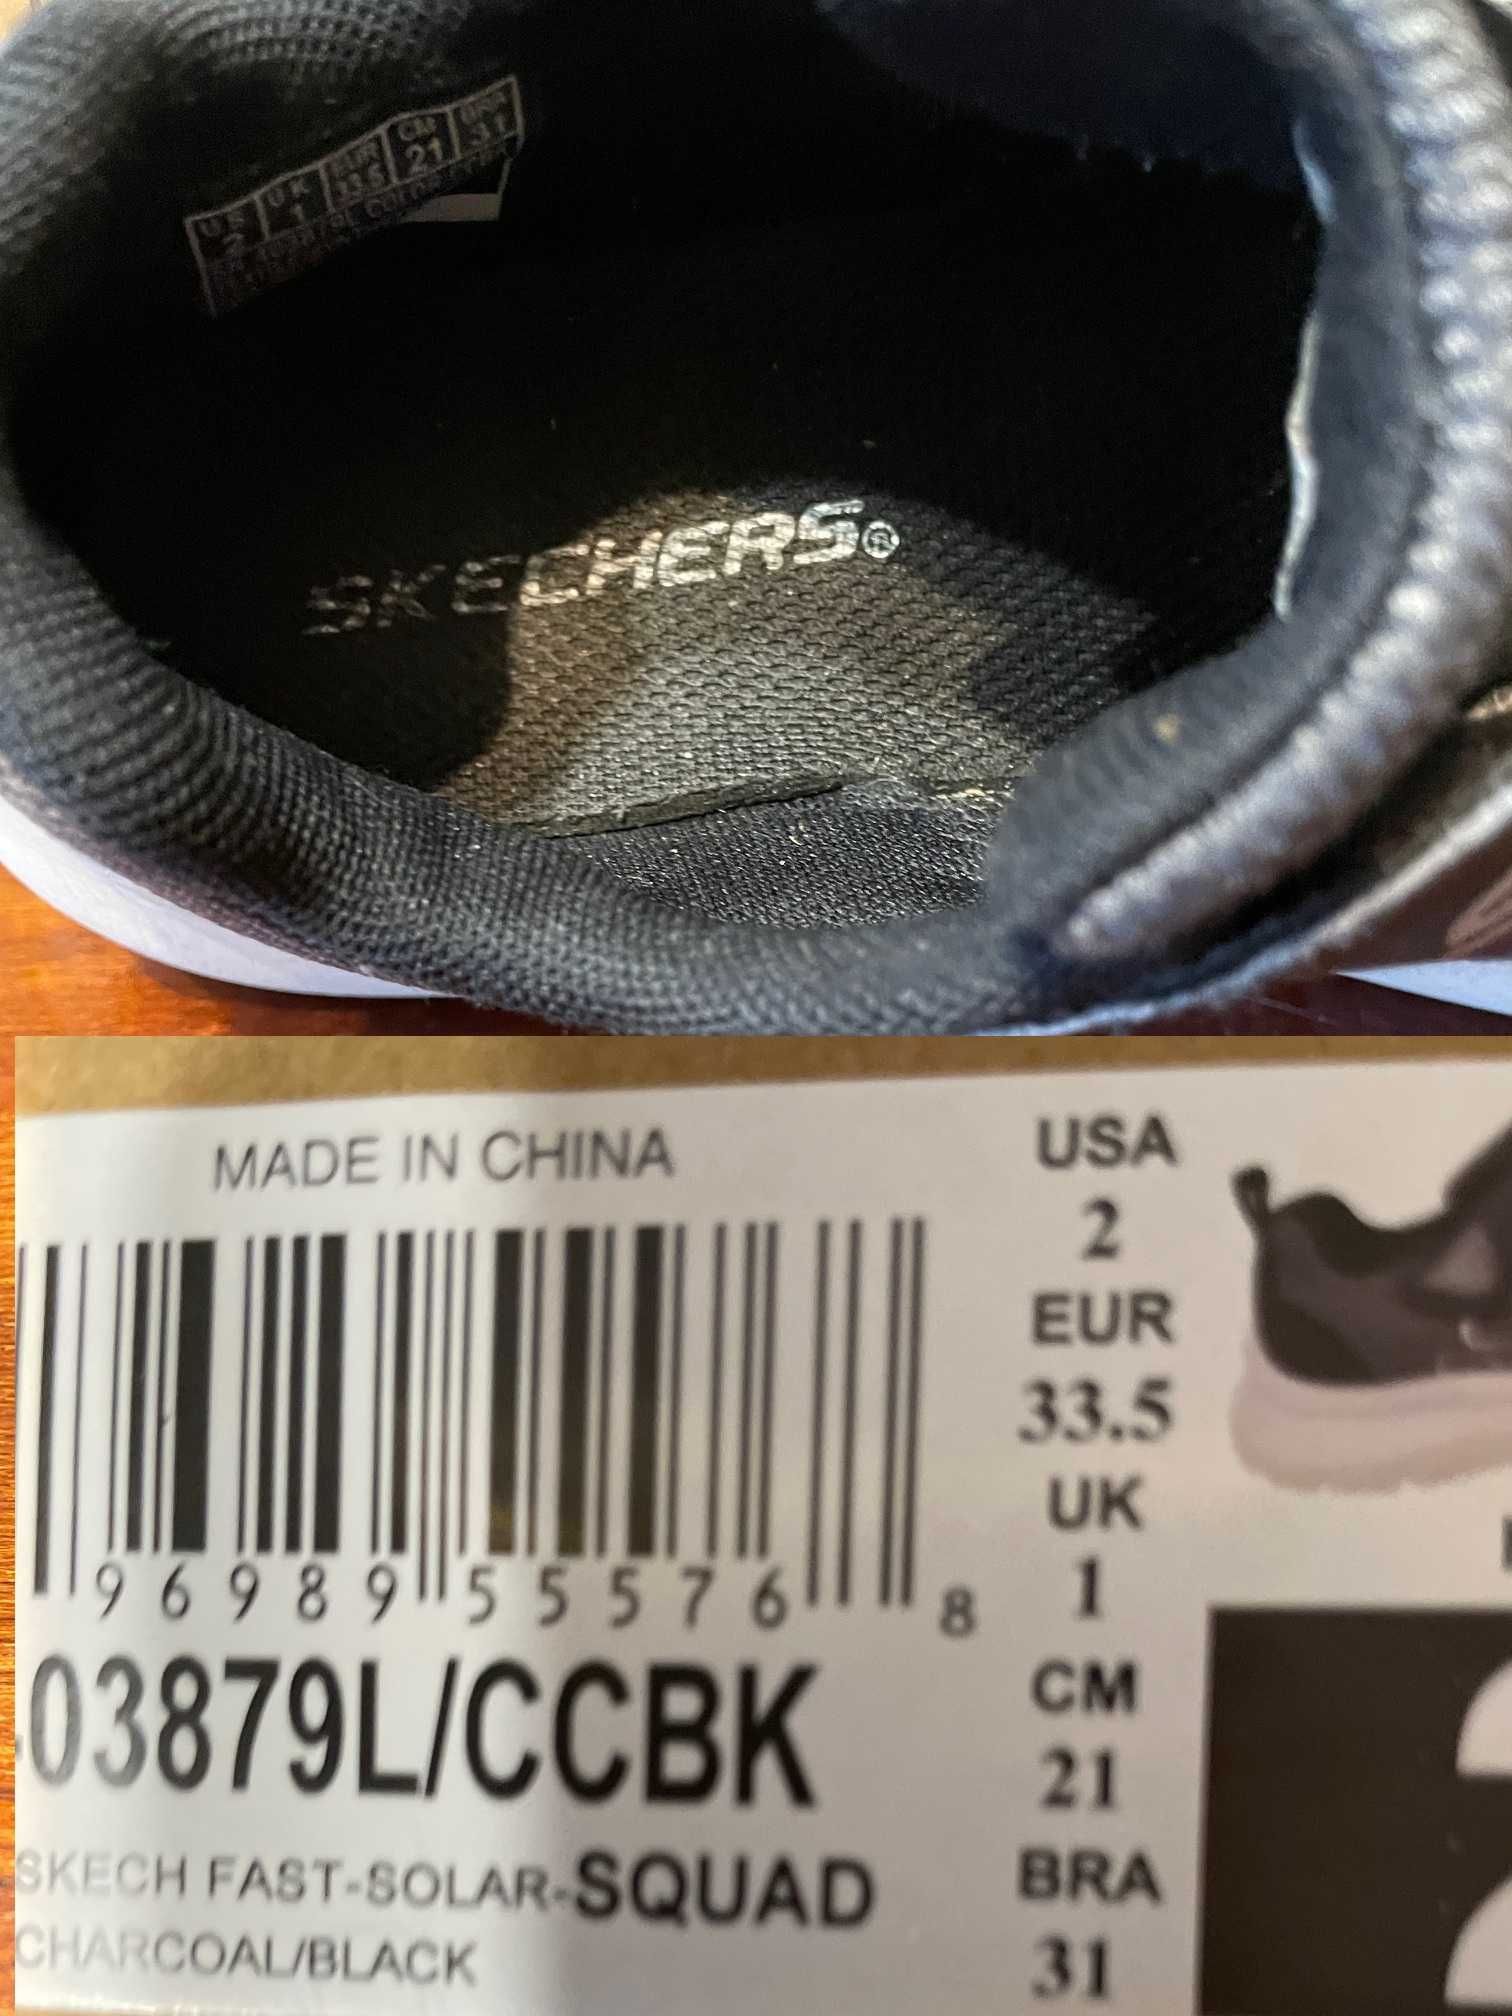 US UK EUR CM BRA
2 1 33.5 21 31
SKECHERS®
MADE IN CHINA
96989 55576 8
03879L/CCBK
SKECH FAST-SOLAR-SQUAD
CHARCOAL/BLACK
USA
2
EUR
33.5
UK
1
CM
21
BRA
31